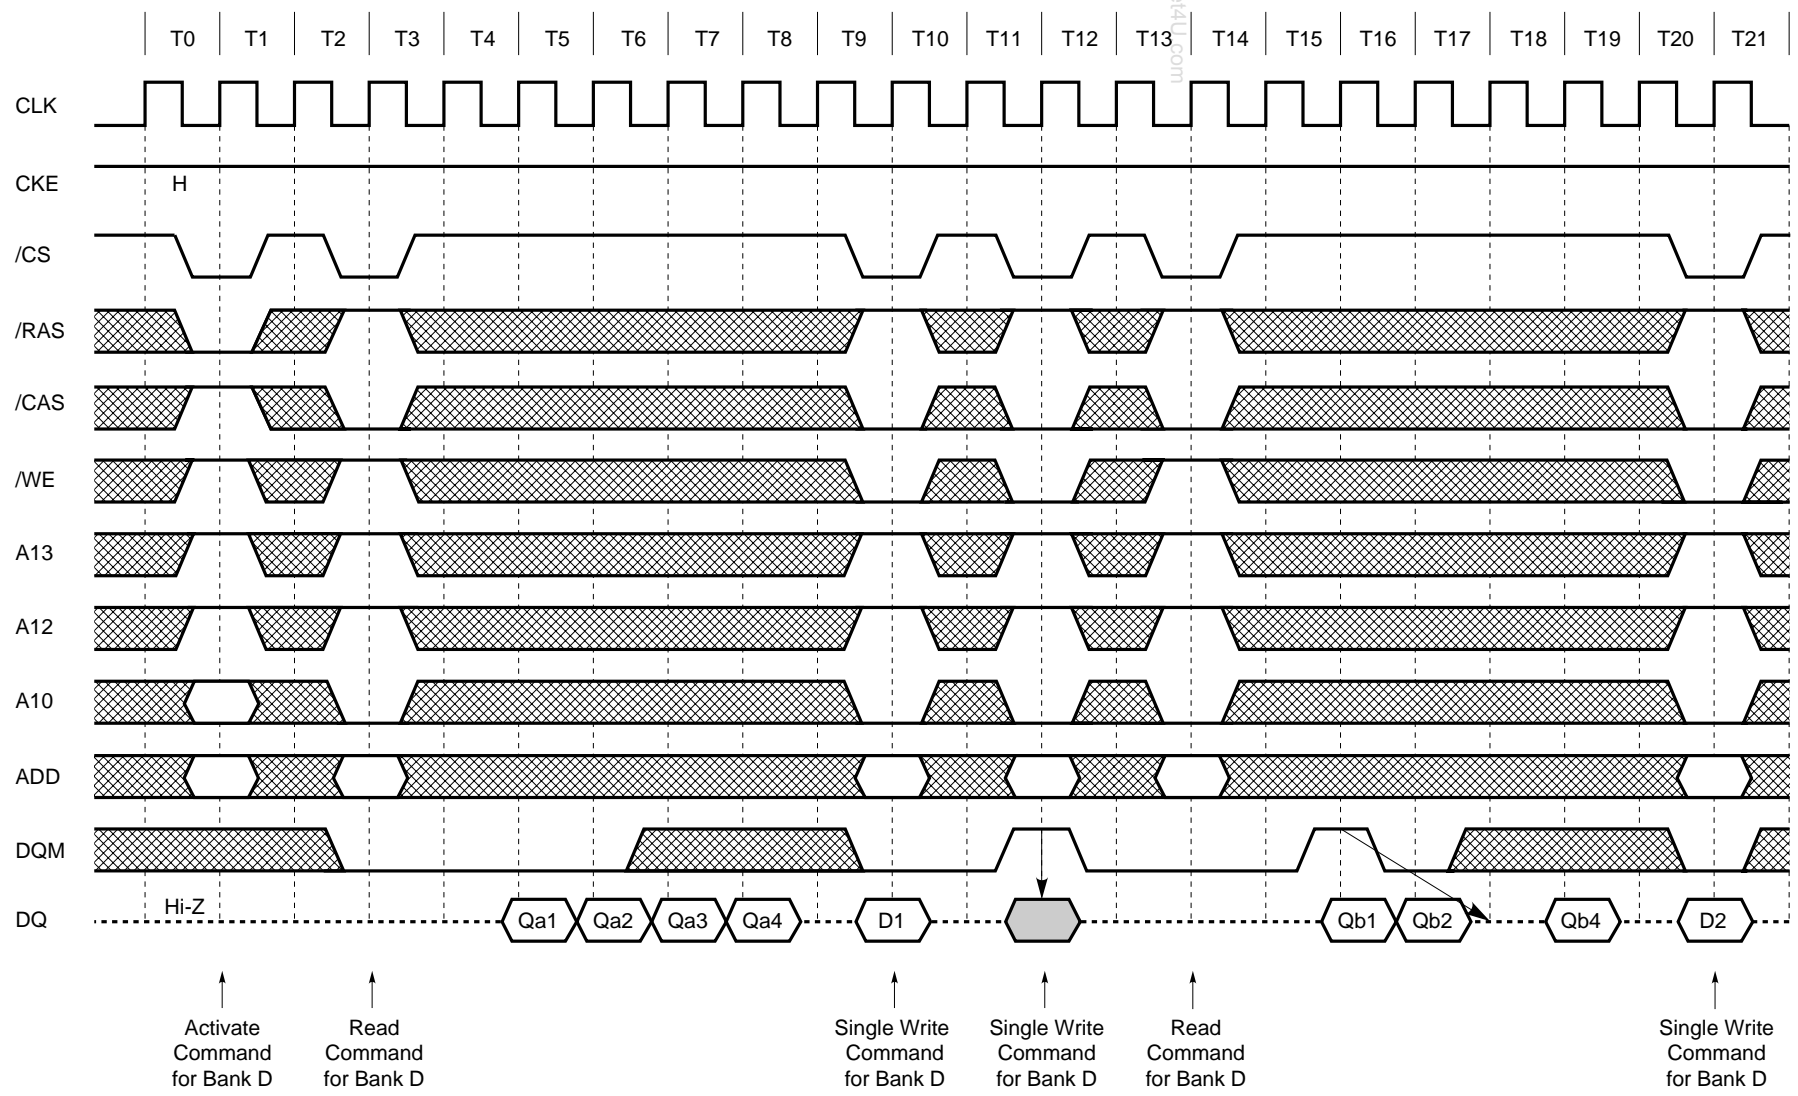 T0 T1 T2 T3 T4 T5 T6 T7 T8 T9 T10 T11 T12 T13 T14 T15 T16 T17 T18 T19 T20 T21
CLK
CKE H
/CS
/RAS
/CAS
/WE
A13
A12
A10
ADD
DQM
DQ Hi-Z Qa1 Qa2 Qa3 Qa4 D1 Qb1 Qb2 Qb4 D2
Activate
Command
for Bank D
Read
Command
for Bank D
Single Write
Command
for Bank D
Single Write
Command
for Bank D
Read
Command
for Bank D
Single Write
Command
for Bank D
et4U.com